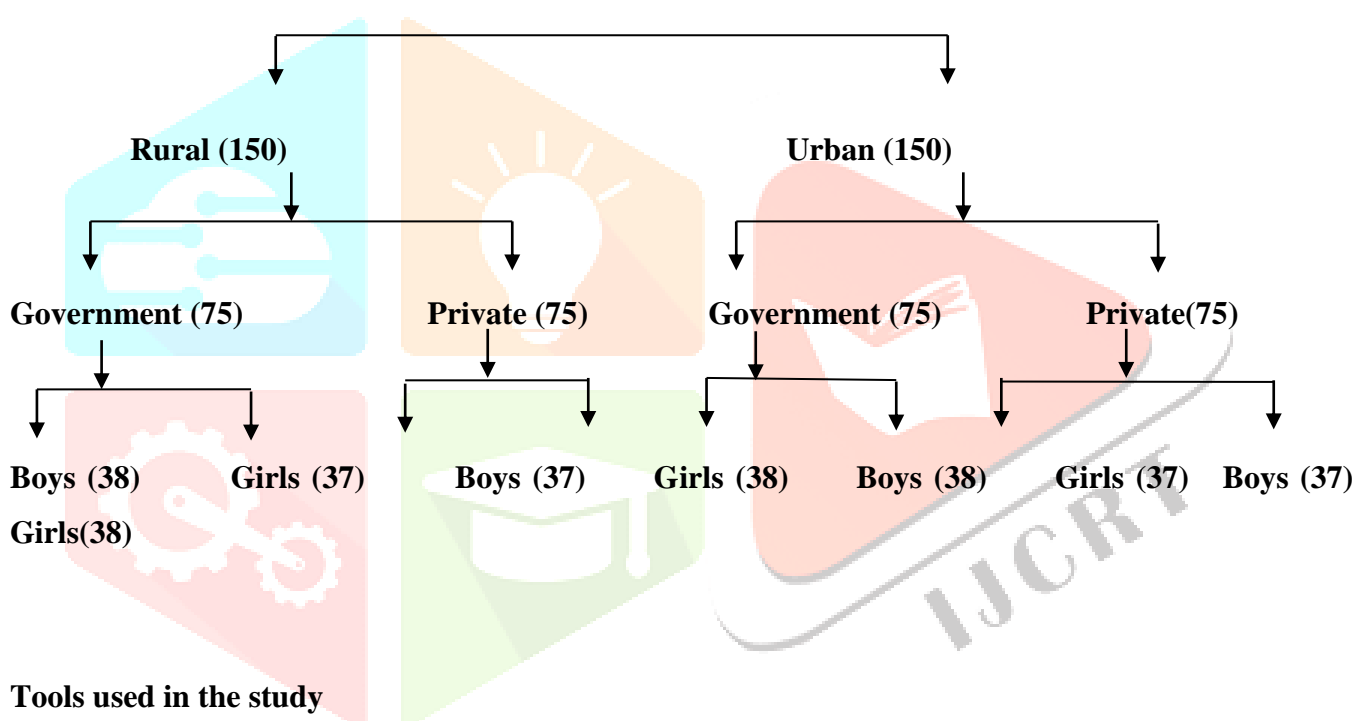 Rural (150) Urban (150)
Government (75) Private (75) Government (75) Private(75)
Boys (38) Girls (37) Boys (37) Girls (38) Boys (38) Girls (37) Boys (37)
Girls(38)
IJCRT
Tools used in the study